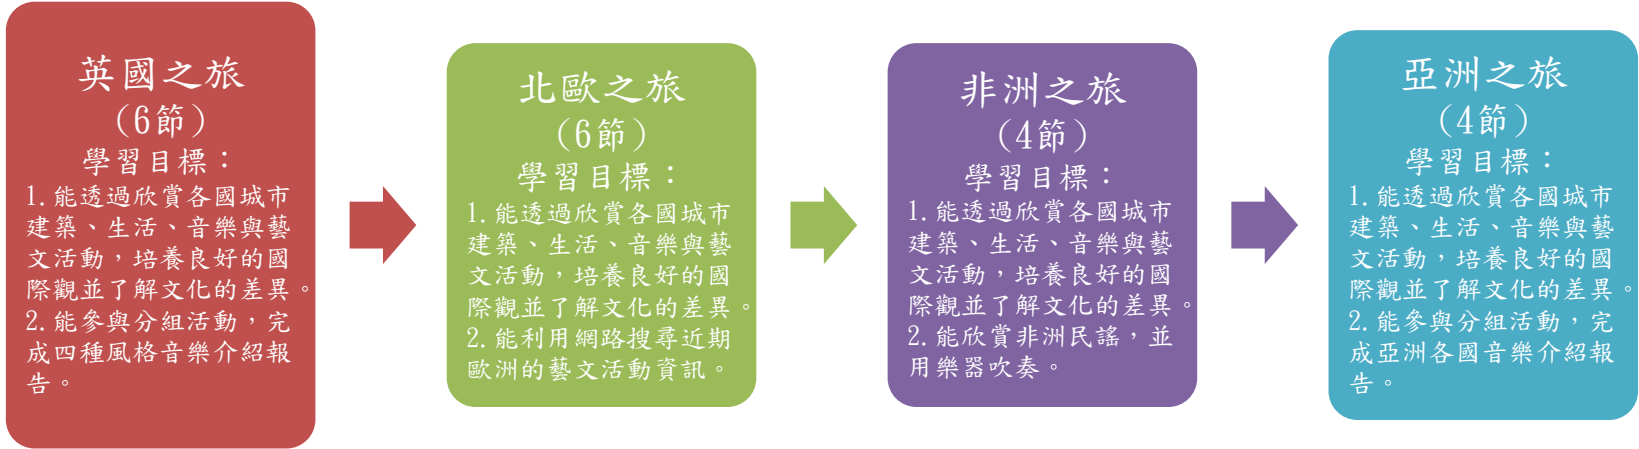 英國之旅
(6節)
學習目標：
1.能透過欣賞各國城市
建築、生活、音樂與藝
文活動，培養良好的國
際觀並了解文化的差異。
2.能參與分組活動，完
成四種風格音樂介紹報
告。
北歐之旅
(6節)
學習目標：
1.能透過欣賞各國城市
建築、生活、音樂與藝
文活動，培養良好的國
際觀並了解文化的差異。
2.能利用網路搜尋近期
歐洲的藝文活動資訊。
非洲之旅
(4節)
學習目標：
1.能透過欣賞各國城市
建築、生活、音樂與藝
文活動，培養良好的國
際觀並了解文化的差異。
2.能欣賞非洲民謠，並
用樂器吹奏。
亞洲之旅
(4節)
學習目標：
1.能透過欣賞各國城市
建築、生活、音樂與藝
文活動，培養良好的國
際觀並了解文化的差異。
2.能參與分組活動，完
成亞洲各國音樂介紹報
告。